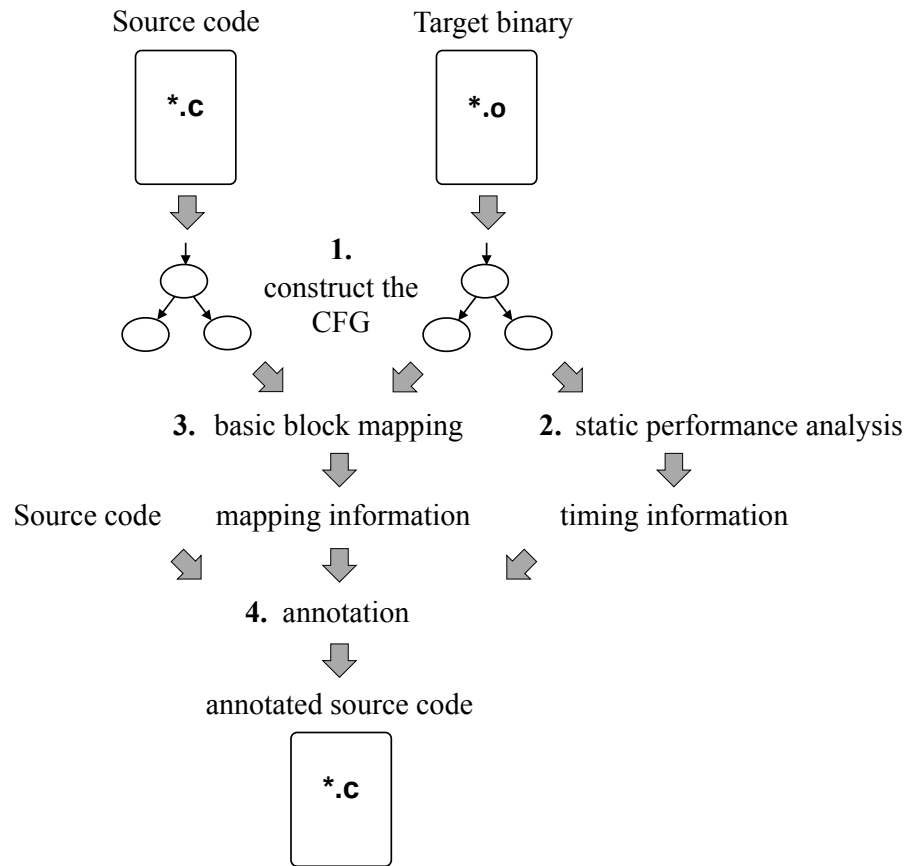 Source code
Target binary
*.c
*.o
1.
construct the
CFG
3. basic block mapping
2. static performance analysis
Source code
mapping information
timing information
4. annotation
annotated source code
*.c